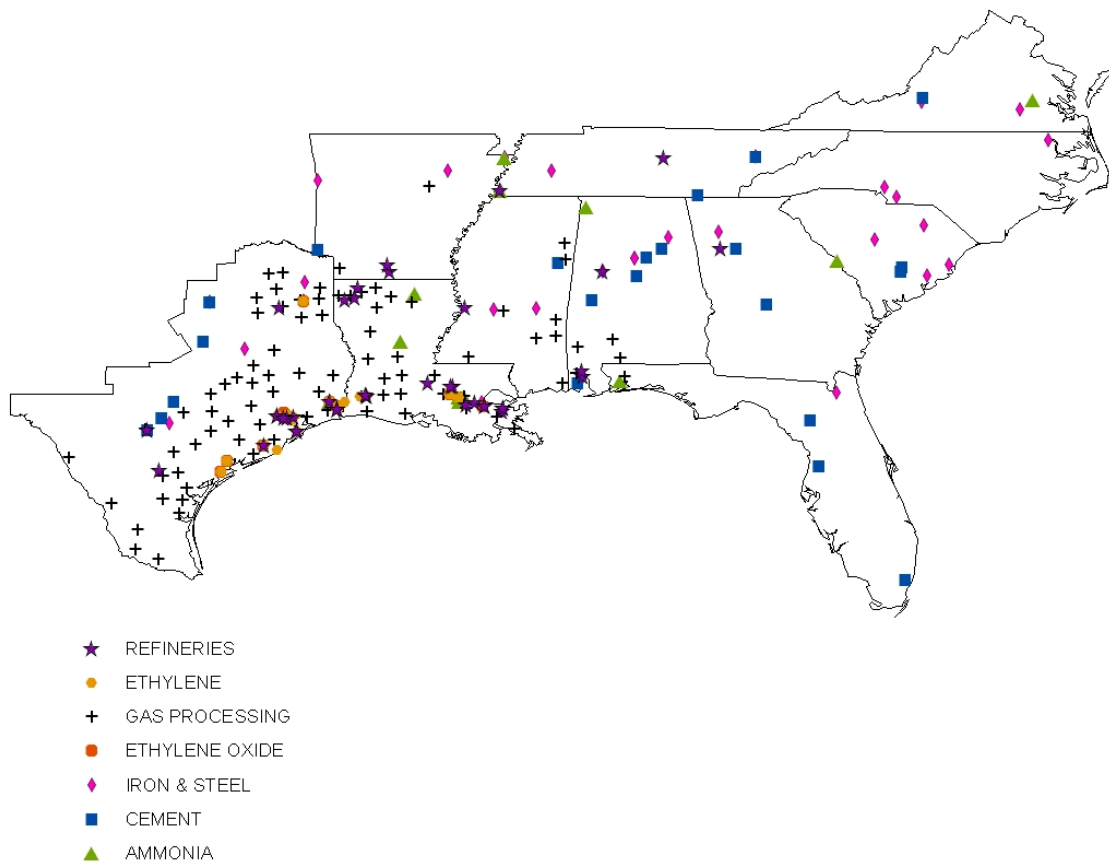 REFINERIES
ETHYLENE
GAS PROCESSING
ETHYLENE OXIDE
IRON & STEEL
CEMENT
AMMONIA